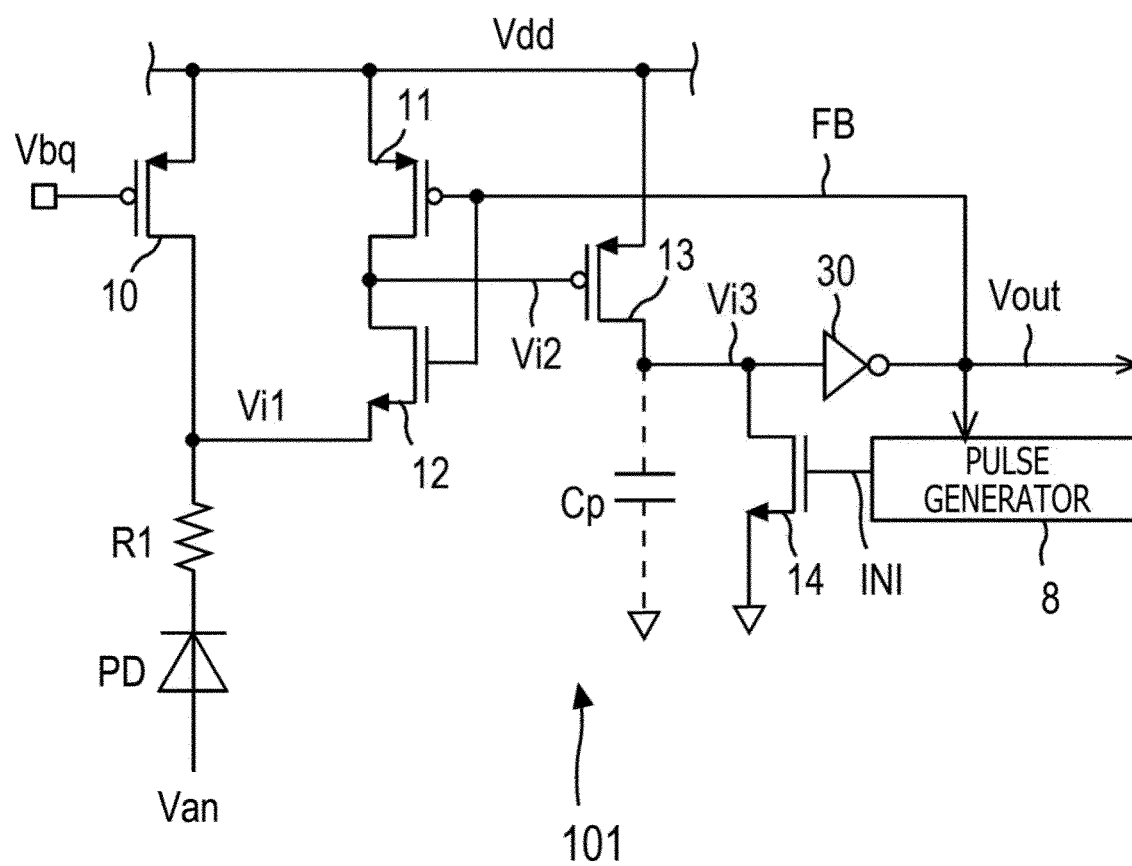 Vdd
11
Vbq
FB
10
13
30
Vi3
Vout
Vi2
Vi1
12
PULSE
GENERATOR
R1
Cp
14
INI
8
PD
Van
101